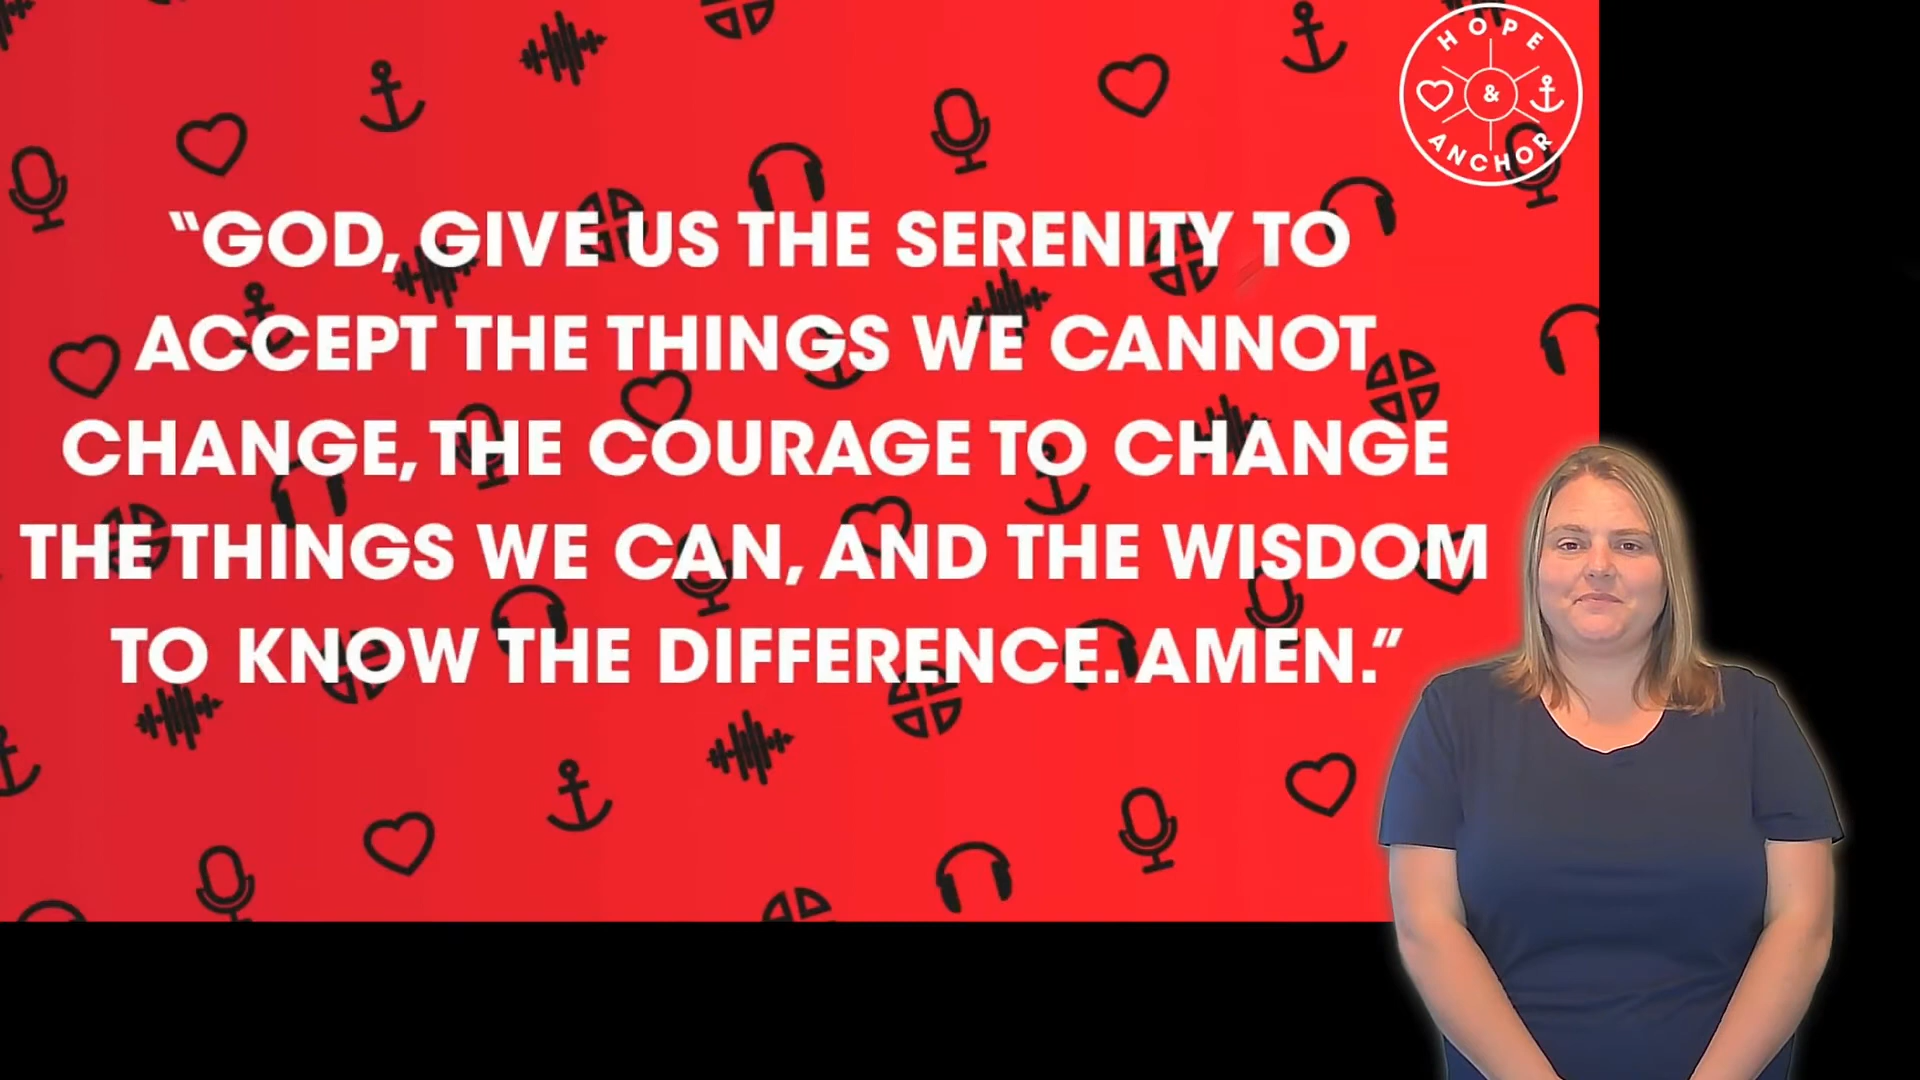 HOPE
&
ANCHOR
“GOD, GIVE US THE SERENITY TO
ACCEPT THE THINGS WE CANNOT
CHANGE, THE COURAGE TO CHANGE
THE THINGS WE CAN, AND THE WISDOM
TO KNOW THE DIFFERENCE. AMEN.”